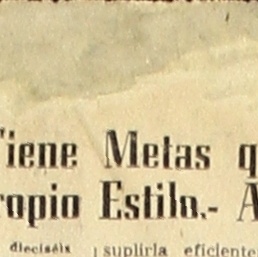 Tiene Metas q
ropio Estilo.- A
dieciséis suplirla eficiente